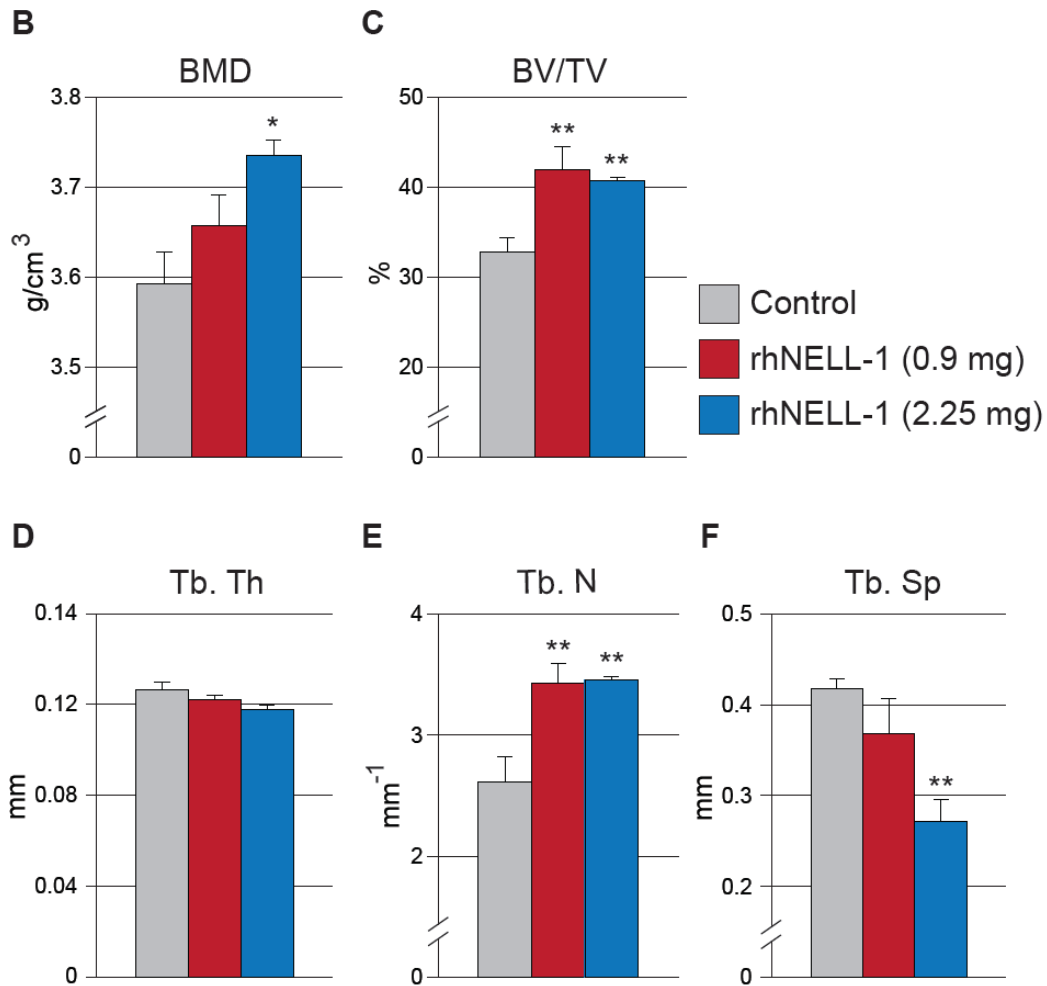 B
BMD
3.8
3.7
3.6
3.5
0
g/cm³
*
C
BV/TV
50
40
30
20
0
%
**
**
Control
rhNELL-1 (0.9 mg)
rhNELL-1 (2.25 mg)
D
Tb. Th
0.14
0.12
0.08
0.04
0
mm
E
Tb. N
4
3
2
0
mm⁻¹
**
**
F
Tb. Sp
0.5
0.4
0.3
0.2
0
mm
**